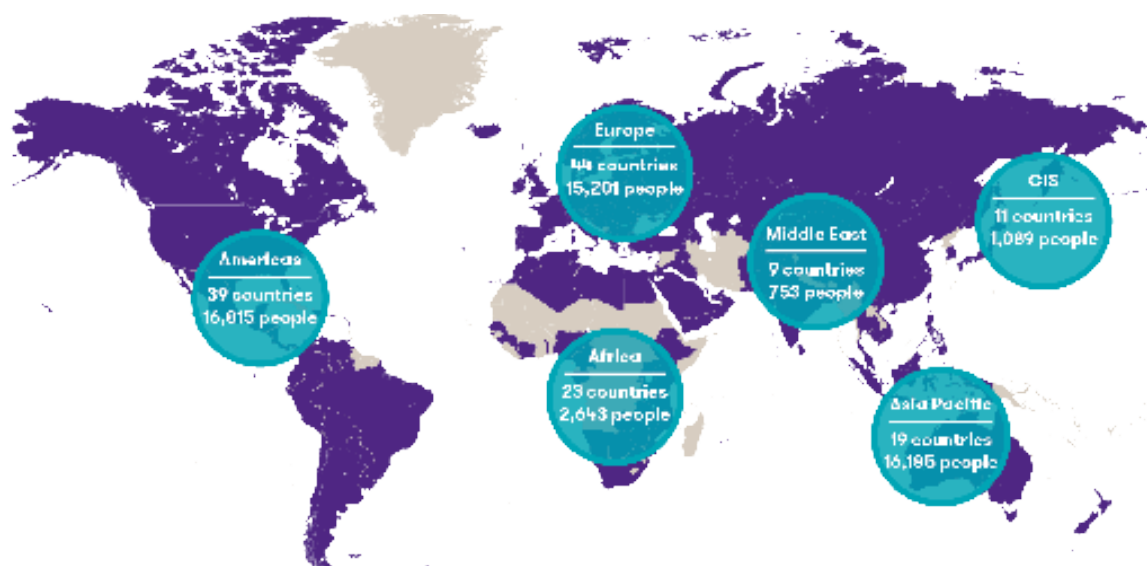 Europe
44 countries
15,201 people
CIS
11 countries
1,089 people
Middle East
9 countries
753 people
Americas
39 countries
16,815 people
Africa
23 countries
2,643 people
Asia Pacific
19 countries
16,185 people